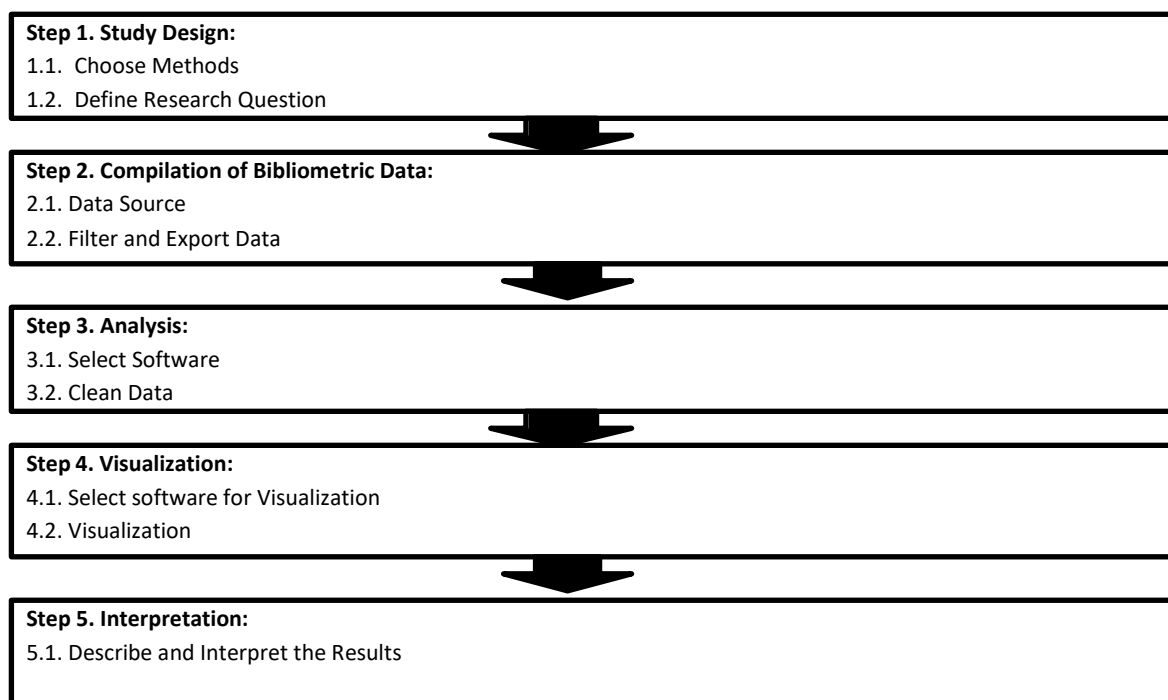 Step 1. Study Design:
1.1. Choose Methods
1.2. Define Research Question
Step 2. Compilation of Bibliometric Data:
2.1. Data Source
2.2. Filter and Export Data
Step 3. Analysis:
3.1. Select Software
3.2. Clean Data
Step 4. Visualization:
4.1. Select software for Visualization
4.2. Visualization
Step 5. Interpretation:
5.1. Describe and Interpret the Results